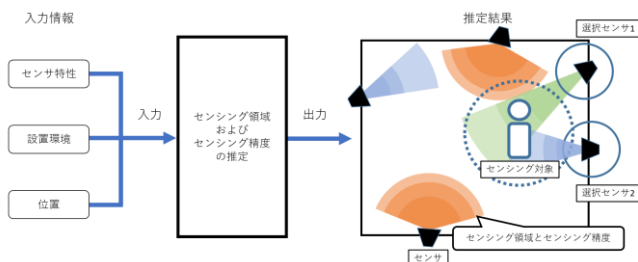 入力情報
センサ特性
設置環境
位置
入力
センシング領域
および
センシング精度
の推定
出力
推定結果
選択センサ1
センシング対象
選択センサ2
センシング領域とセンシング精度
センサ